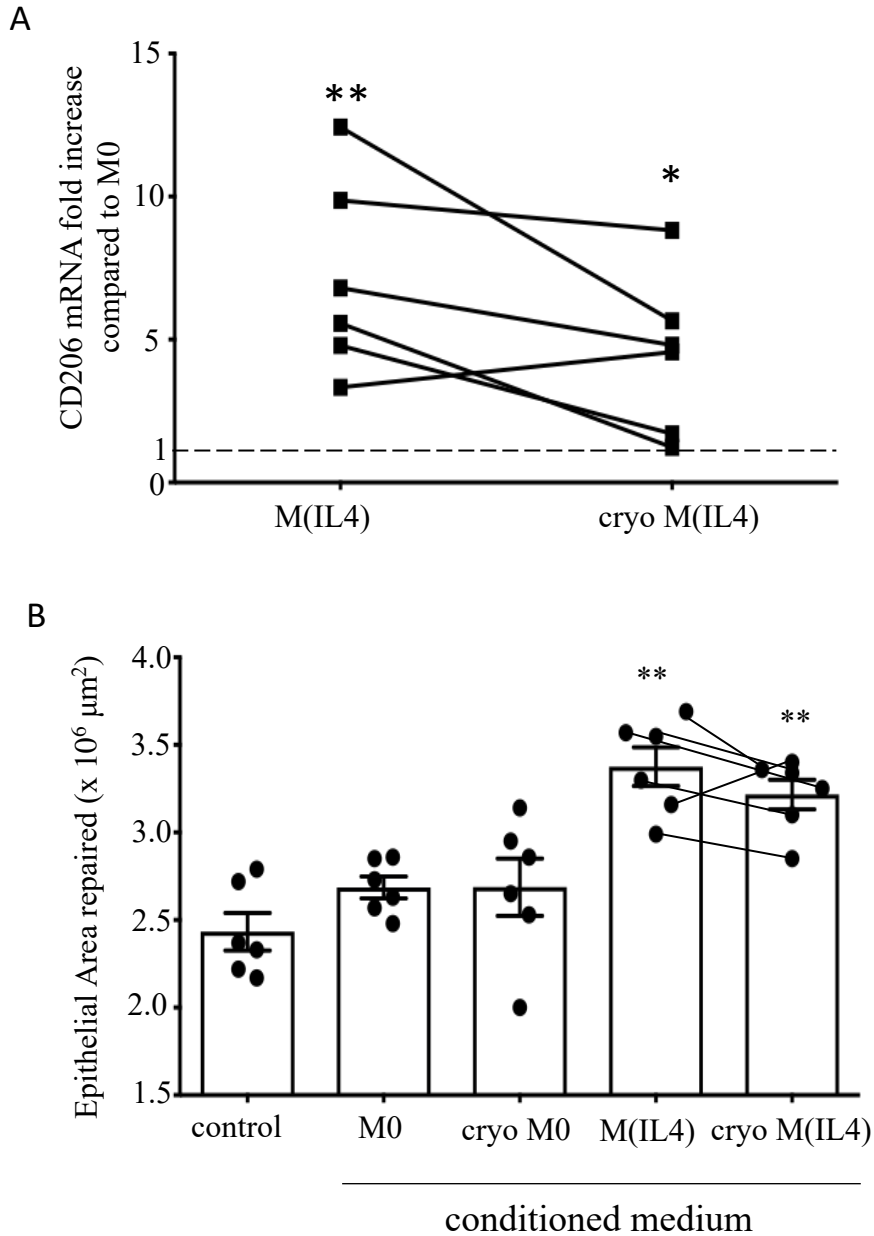 A
CD206 mRNA fold increase
compared to M0
15
10
5
1
0
**
*
M(IL4)
cryo M(IL4)
B
Epithelial Area repaired (x 10⁶ µm²)
4.0
3.5
3.0
2.5
2.0
1.5
**
**
control
M0
cryo M0
M(IL4)
cryo M(IL4)
conditioned medium